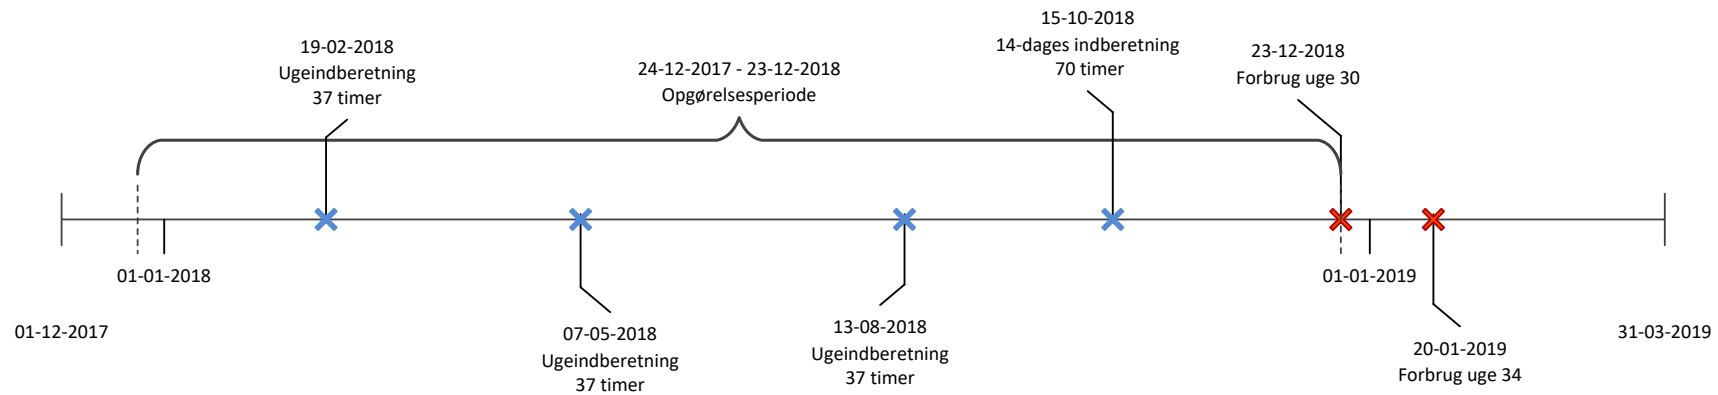 15-10-2018
14-dages indberetning
70 timer
19-02-2018
Ugeindberetning
37 timer
23-12-2018
Forbrug uge 30
24-12-2017 - 23-12-2018
Opgørelsesperiode
01-01-2018
01-01-2019
01-12-2017
07-05-2018
Ugeindberetning
37 timer
13-08-2018
Ugeindberetning
37 timer
20-01-2019
Forbrug uge 34
31-03-2019